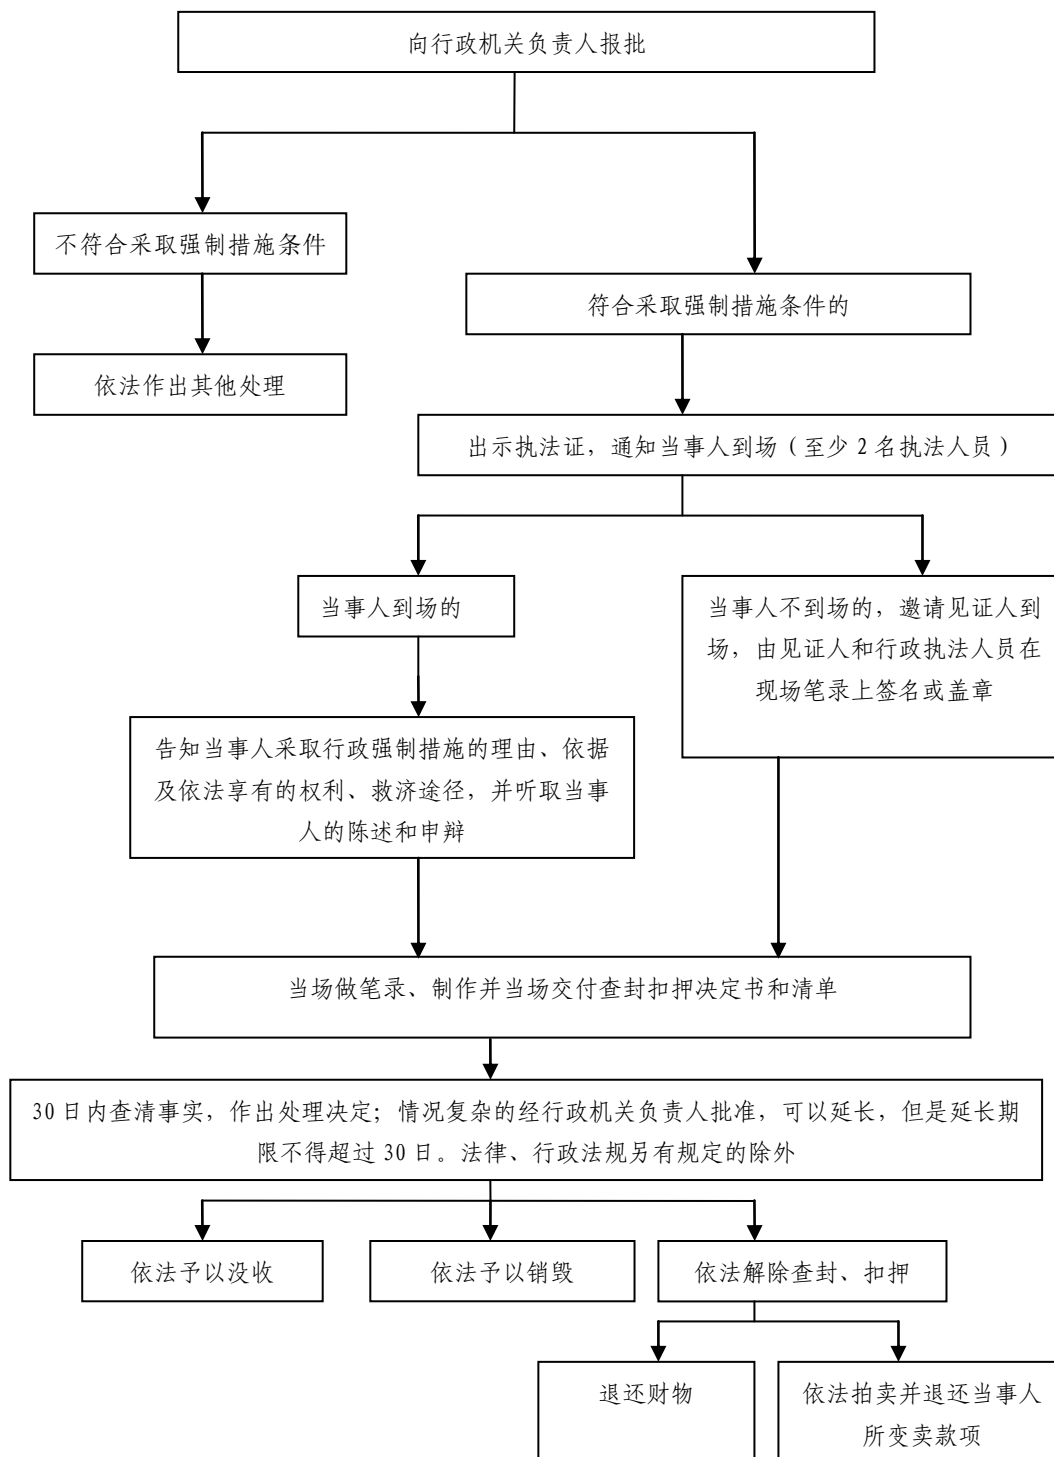 向行政机关负责人报批
不符合采取强制措施条件
符合采取强制措施条件的
依法作出其他处理
出示执法证，通知当事人到场（至少 2 名执法人员）
当事人到场的
当事人不到场的，邀请见证人到
场，由见证人和行政执法人员在
现场笔录上签名或盖章
告知当事人采取行政强制措施的理由、依据
及依法享有的权利、救济途径，并听取当事
人的陈述和申辩
当场做笔录、制作并当场交付查封扣押决定书和清单
30 日内查清事实，作出处理决定；情况复杂的经行政机关负责人批准，可以延长，但是延长期
限不得超过 30 日。法律、行政法规另有规定的除外
依法予以没收
依法予以销毁
依法解除查封、扣押
退还财物
依法拍卖并退还当事人
所变卖款项